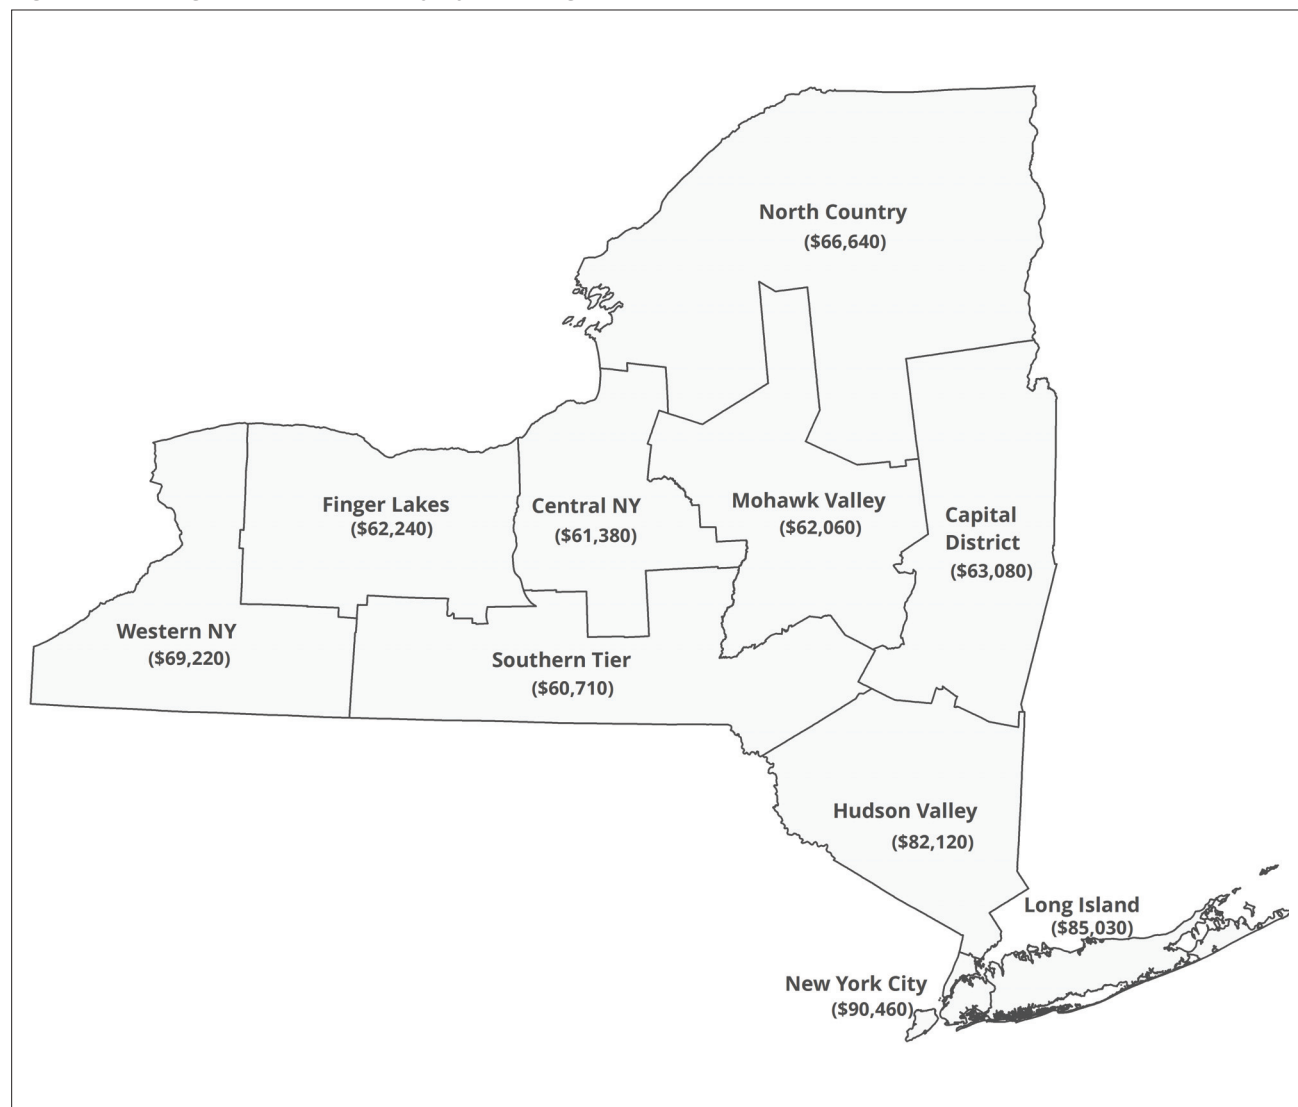 North Country
($66,640)
Finger Lakes
($62,240)
Central NY
($61,380)
Mohawk Valley
($62,060)
Capital
District
($63,080)
Western NY
($69,220)
Southern Tier
($60,710)
Hudson Valley
($82,120)
Long Island
($85,030)
New York City
($90,460)